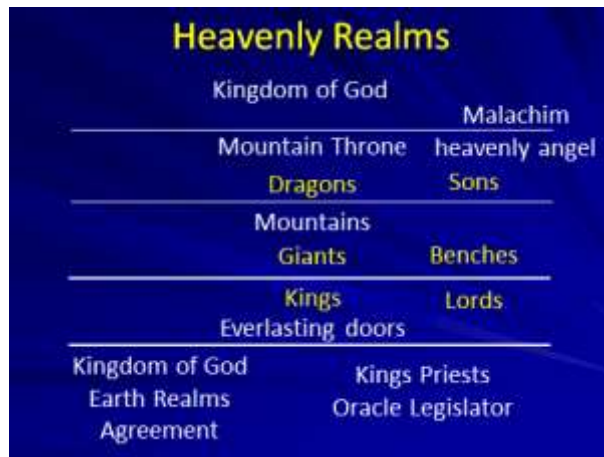 Heavenly Realms
Kingdom of God
Malachim
Mountain Throne heavenly angel
Dragons Sons
Mountains
Giants Benches
Kings Lords
Everlasting doors
Kingdom of God
Earth Realms
Agreement
Kings Priests
Oracle Legislator